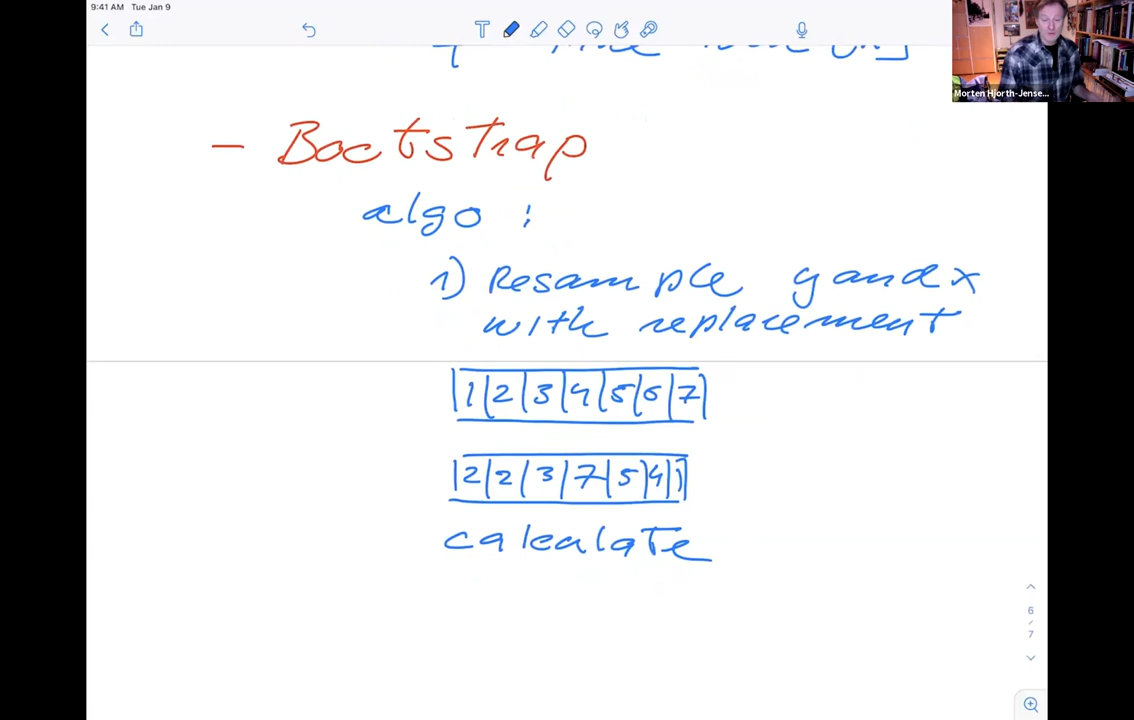 9:41 AM Tue Jan 9
Morten Hjorth-Jense...
- Bootstrap
algo :
1) Resample y and x
with replacement
|1|2|3|4|5|6|7|
|2|2|3|7|5|4|1|
calculate
6
/
7